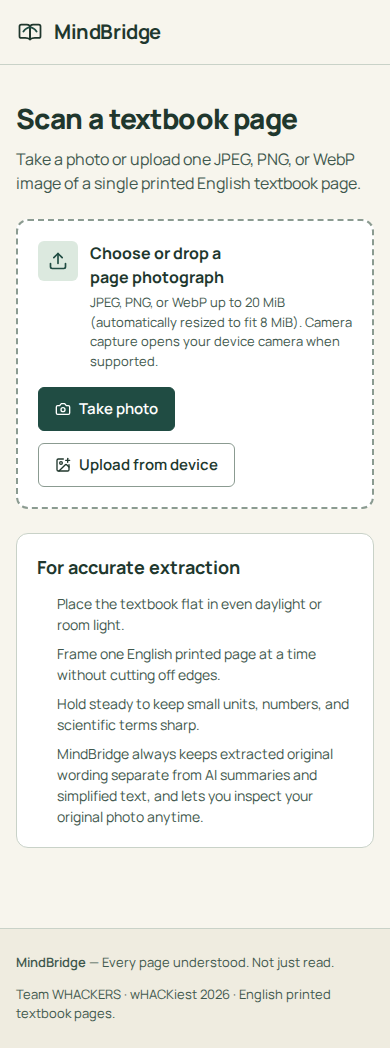 MindBridge
Scan a textbook page
Take a photo or upload one JPEG, PNG, or WebP
image of a single printed English textbook page.
Choose or drop a
page photograph
JPEG, PNG, or WebP up to 20 MiB
(automatically resized to fit 8 MiB). Camera
capture opens your device camera when
supported.
Take photo
Upload from device
For accurate extraction
Place the textbook flat in even daylight or
room light.
Frame one English printed page at a time
without cutting off edges.
Hold steady to keep small units, numbers, and
scientific terms sharp.
MindBridge always keeps extracted original
wording separate from AI summaries and
simplified text, and lets you inspect your
original photo anytime.
MindBridge — Every page understood. Not just read.
Team WHACKERS · wHACKiest 2026 · English printed
textbook pages.